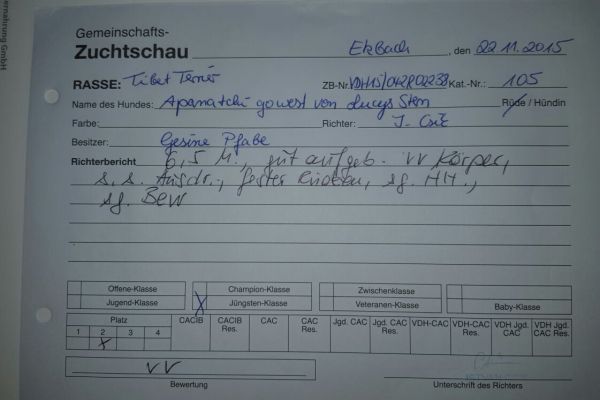 ernährung GmbH
Gemeinschafts-
Zuchtschau Ekbach, den 22.11.2015
RASSE: Tibet Terrier ZB-Nr. VDH15/042R02238 Kat.-Nr.: 105
Name des Hundes: Apanatchi gowest von Lucys Stern Rüde / Hündin
Farbe: Richter: I.
Besitzer: Gesine Pfabe
Richterbericht 6,5 M., gut aufgeb. vv Körper,
s.s. Ausdr., fester Rücken, sg. HH.,
sg. Bew
Offene-Klasse Champion-Klasse Zwischenklasse
Jugend-Klasse X Jüngsten-Klasse Veteranen-Klasse Baby-Klasse
Platz CACIB CACIB Res. CAC CAC Res. Jgd. CAC Jgd. CAC Res. VDH-CAC VDH-CAC Res. VDH Jgd. CAC VDH Jgd. CAC Res.
1 2 3 4
X
vv
Bewertung Unterschrift des Richters